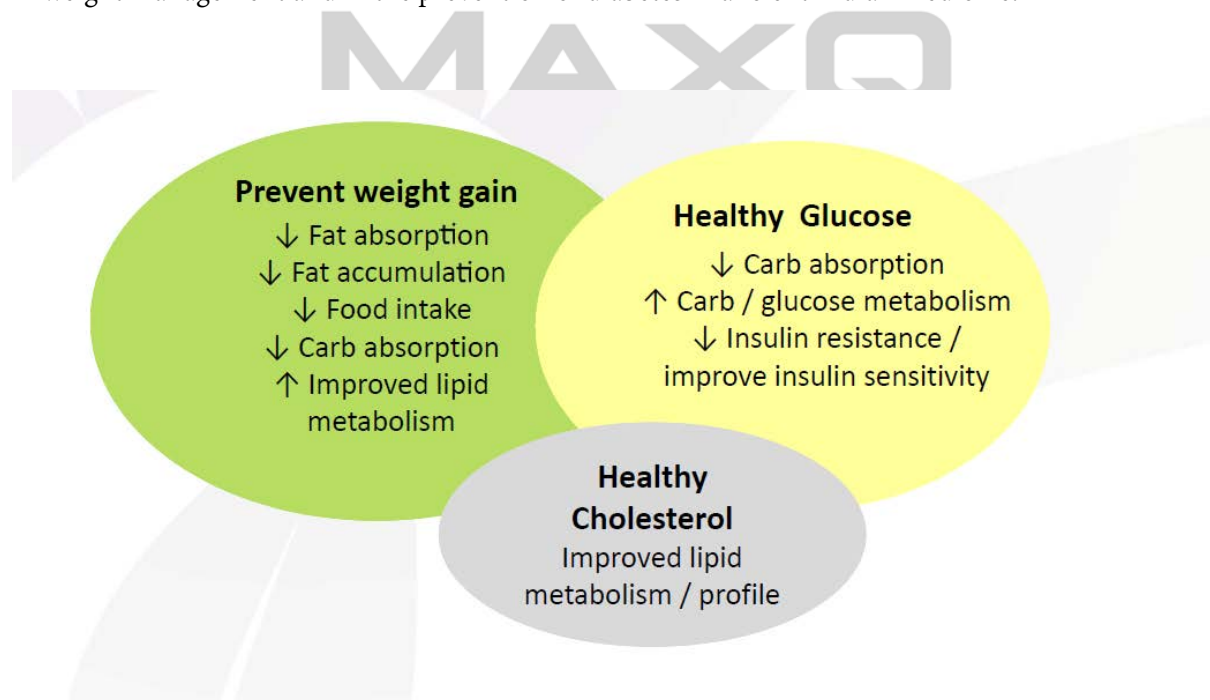 MAXQ
Prevent weight gain
↓ Fat absorption
↓ Fat accumulation
↓ Food intake
↓ Carb absorption
↑ Improved lipid
metabolism
Healthy Glucose
↓ Carb absorption
↑ Carb / glucose metabolism
↓ Insulin resistance /
improve insulin sensitivity
Healthy
Cholesterol
Improved lipid
metabolism / profile